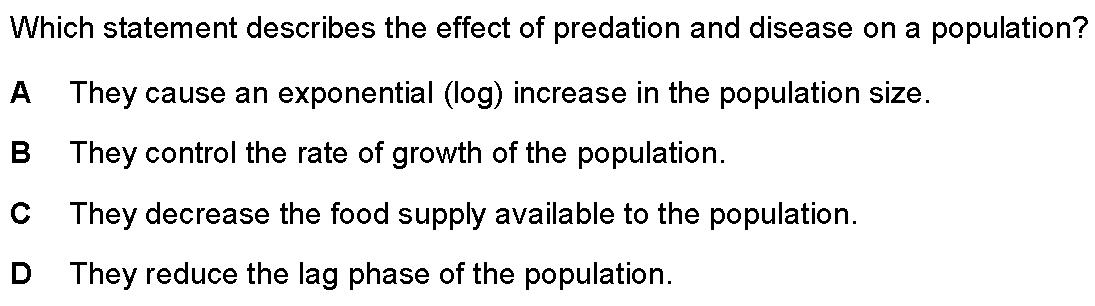 Which statement describes the effect of predation and disease on a population?
A They cause an exponential (log) increase in the population size.
B They control the rate of growth of the population.
C They decrease the food supply available to the population.
D They reduce the lag phase of the population.